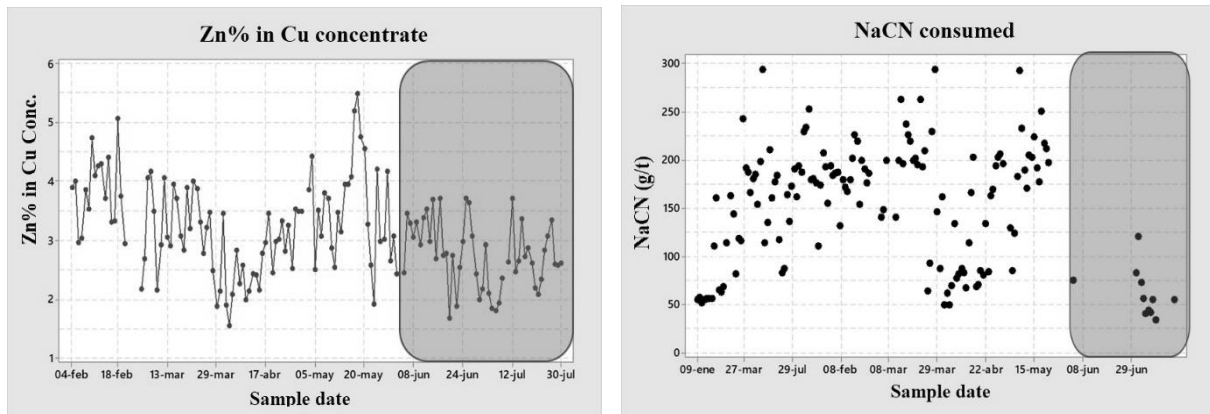 Zn% in Cu concentrate
Zn% in Cu Conc.
6
5
4
3
2
1
04-feb 18-feb 13-mar 29-mar 17-abr 05-may 20-may 08-jun 24-jun 12-jul 30-jul
Sample date
NaCN consumed
NaCN (g/t)
300
250
200
150
100
50
0
09-ene 27-mar 29-jul 08-feb 08-mar 29-mar 22-abr 15-may 08-jun 29-jun
Sample date